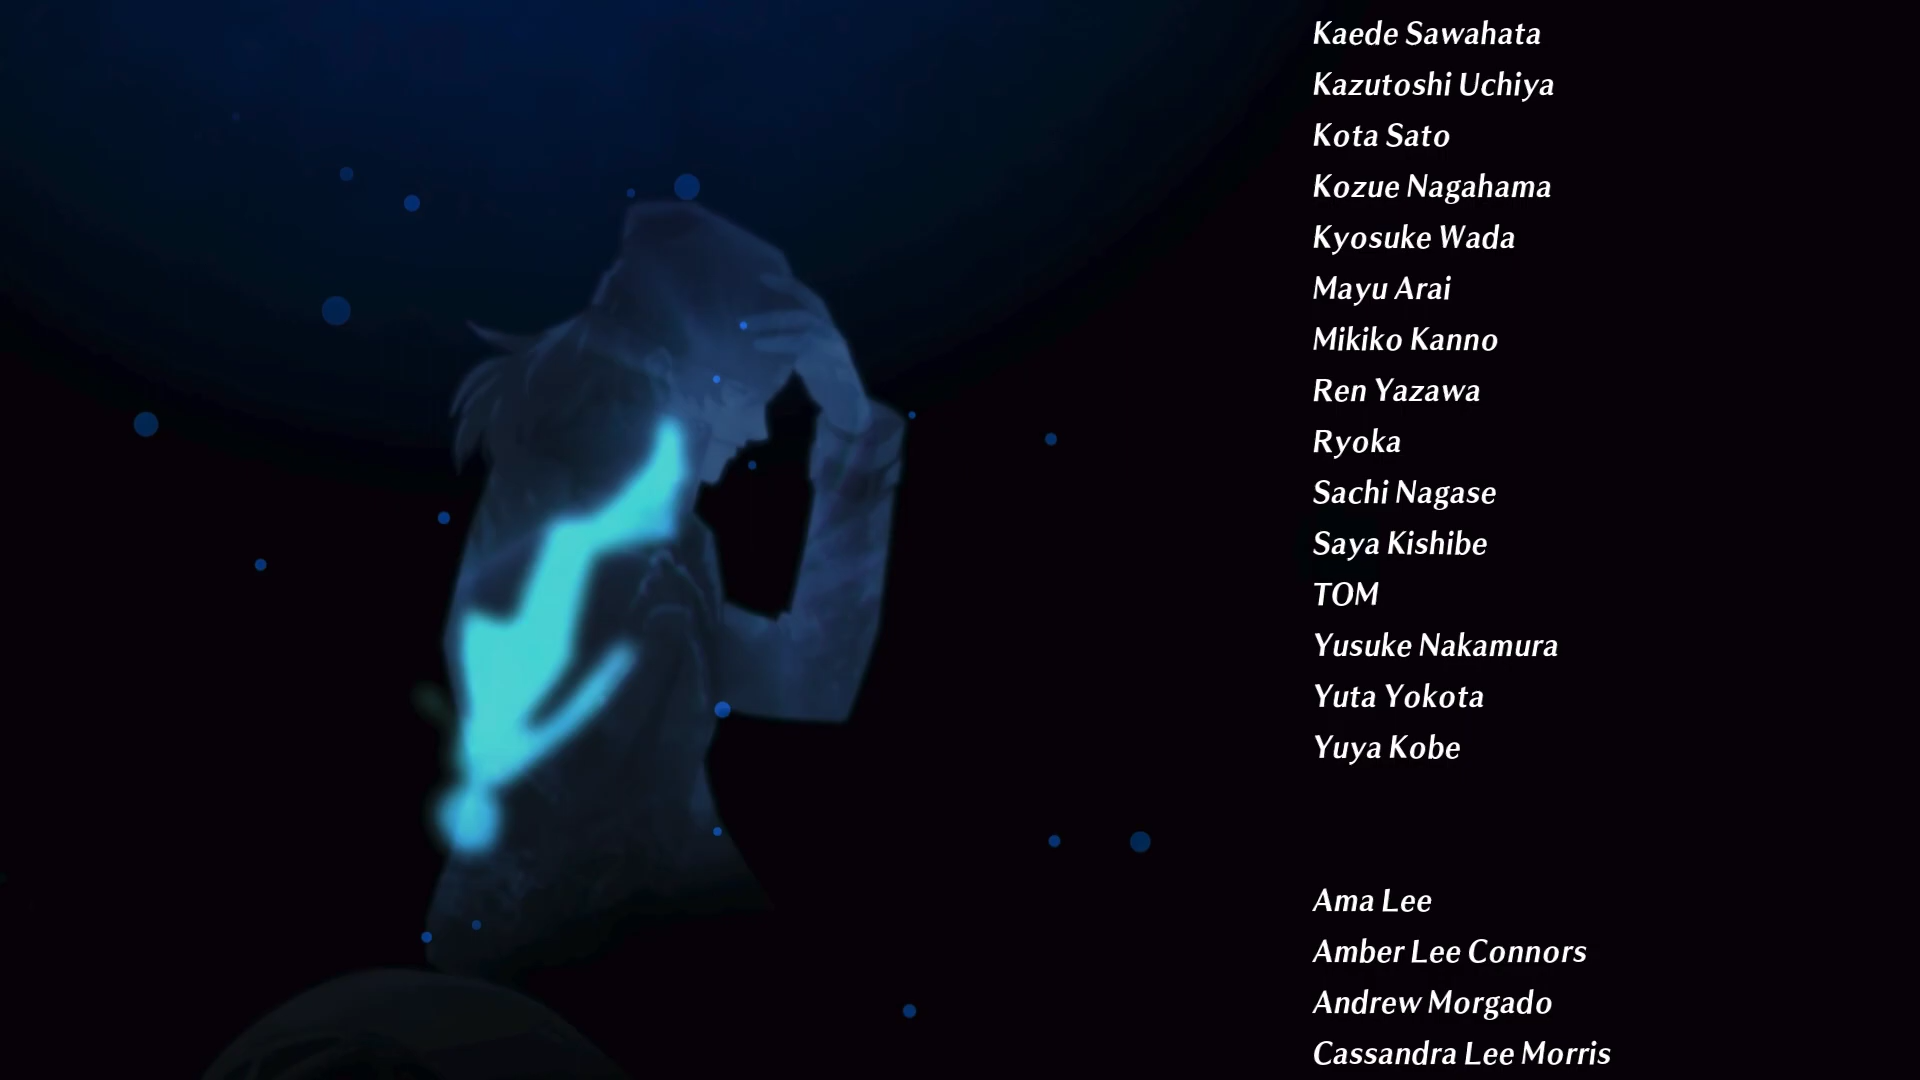 Kaede Sawahata
Kazutoshi Uchiya
Kota Sato
Kozue Nagahama
Kyosuke Wada
Mayu Arai
Mikiko Kanno
Ren Yazawa
Ryoka
Sachi Nagase
Saya Kishibe
TOM
Yusuke Nakamura
Yuta Yokota
Yuya Kobe
Ama Lee
Amber Lee Connors
Andrew Morgado
Cassandra Lee Morris